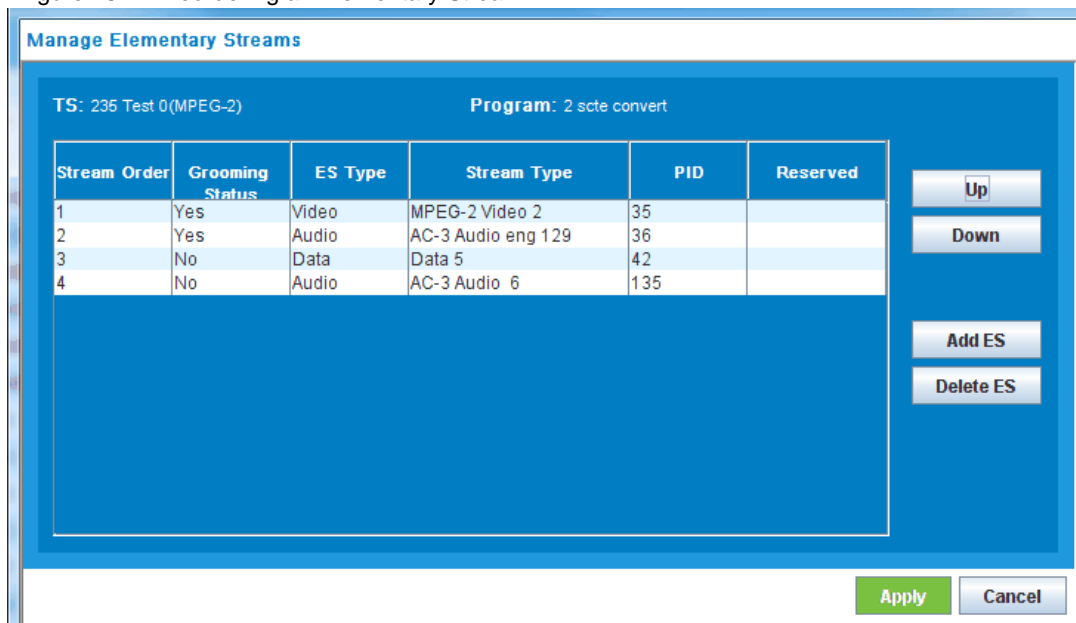 Manage Elementary Streams
TS: 235 Test 0(MPEG-2) Program: 2 scte convert
Stream Order Grooming Status ES Type Stream Type PID Reserved
1 Yes Video MPEG-2 Video 2 35
2 Yes Audio AC-3 Audio eng 129 36
3 No Data Data 5 42
4 No Audio AC-3 Audio 6 135
Up
Down
Add ES
Delete ES
Apply Cancel